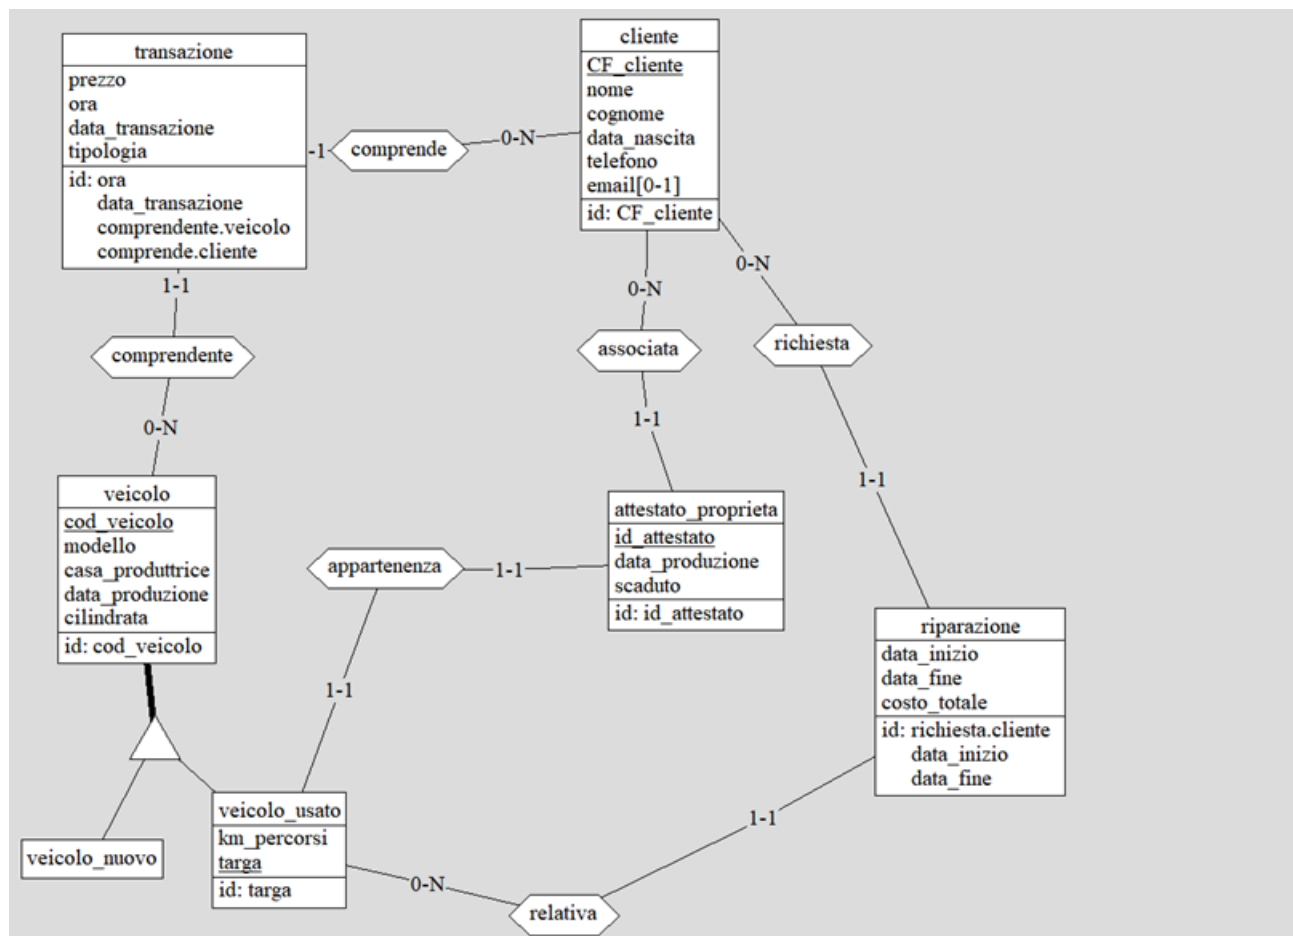 transazione
prezzo
ora
data_transazione
tipologia
id: ora
data_transazione
comprendente.veicolo
comprende.cliente
-1
comprende
0-N
cliente
CF_cliente
nome
cognome
data_nascita
telefono
email[0-1]
id: CF_cliente
1-1
comprendente
0-N
0-N
associata
1-1
0-N
richiesta
1-1
veicolo
cod_veicolo
modello
casa_produttrice
data_produzione
cilindrata
id: cod_veicolo
appartenenza
1-1
attestato_proprieta
id_attestato
data_produzione
scaduto
id: id_attestato
1-1
riparazione
data_inizio
data_fine
costo_totale
id: richiesta.cliente
data_inizio
data_fine
veicolo_nuovo
veicolo_usato
km_percorsi
targa
id: targa
0-N
relativa
1-1